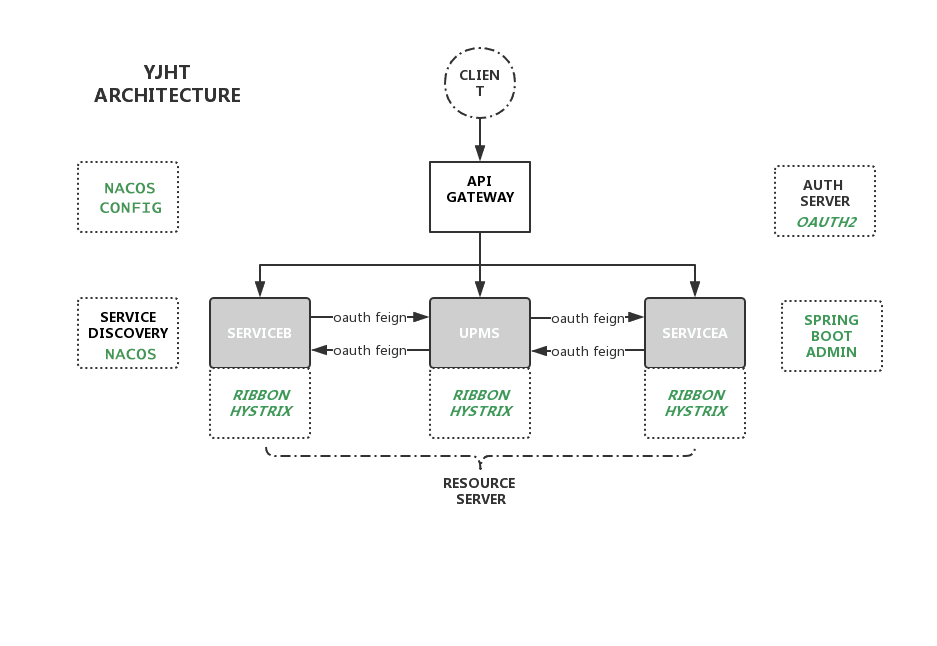 YJHT
ARCHITECTURE
CLIEN
T
API
GATEWAY
NACOS
CONFIG
AUTH
SERVER
OAUTH2
SERVICE
DISCOVERY
NACOS
SERVICEB
oauth feign
oauth feign
UPMS
oauth feign
oauth feign
SERVICEA
SPRING
BOOT
ADMIN
RIBBON
HYSTRIX
RIBBON
HYSTRIX
RIBBON
HYSTRIX
RESOURCE
SERVER